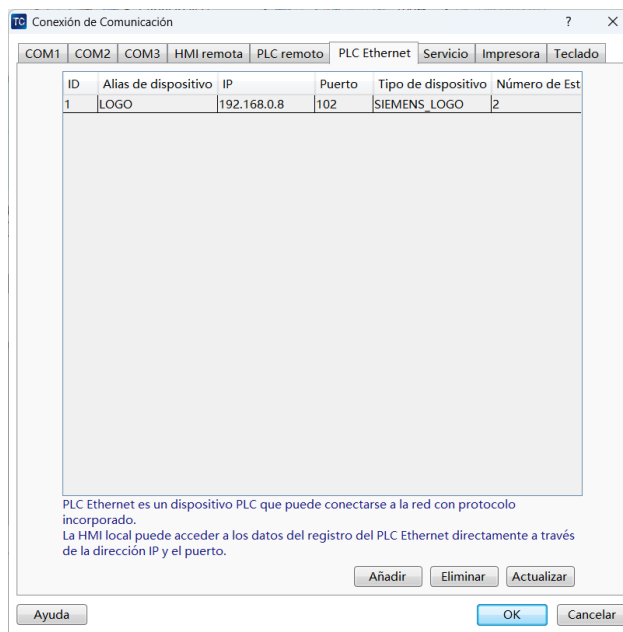 TC Conexión de Comunicación ?
COM1 COM2 COM3 HMI remota PLC remoto PLC Ethernet Servicio Impresora Teclado
ID Alias de dispositivo IP Puerto Tipo de dispositivo Número de Est
1 LOGO 192.168.0.8 102 SIEMENS_LOGO 2
PLC Ethernet es un dispositivo PLC que puede conectarse a la red con protocolo
incorporado.
La HMI local puede acceder a los datos del registro del PLC Ethernet directamente a través
de la dirección IP y el puerto.
Añadir Eliminar Actualizar
Ayuda OK Cancelar